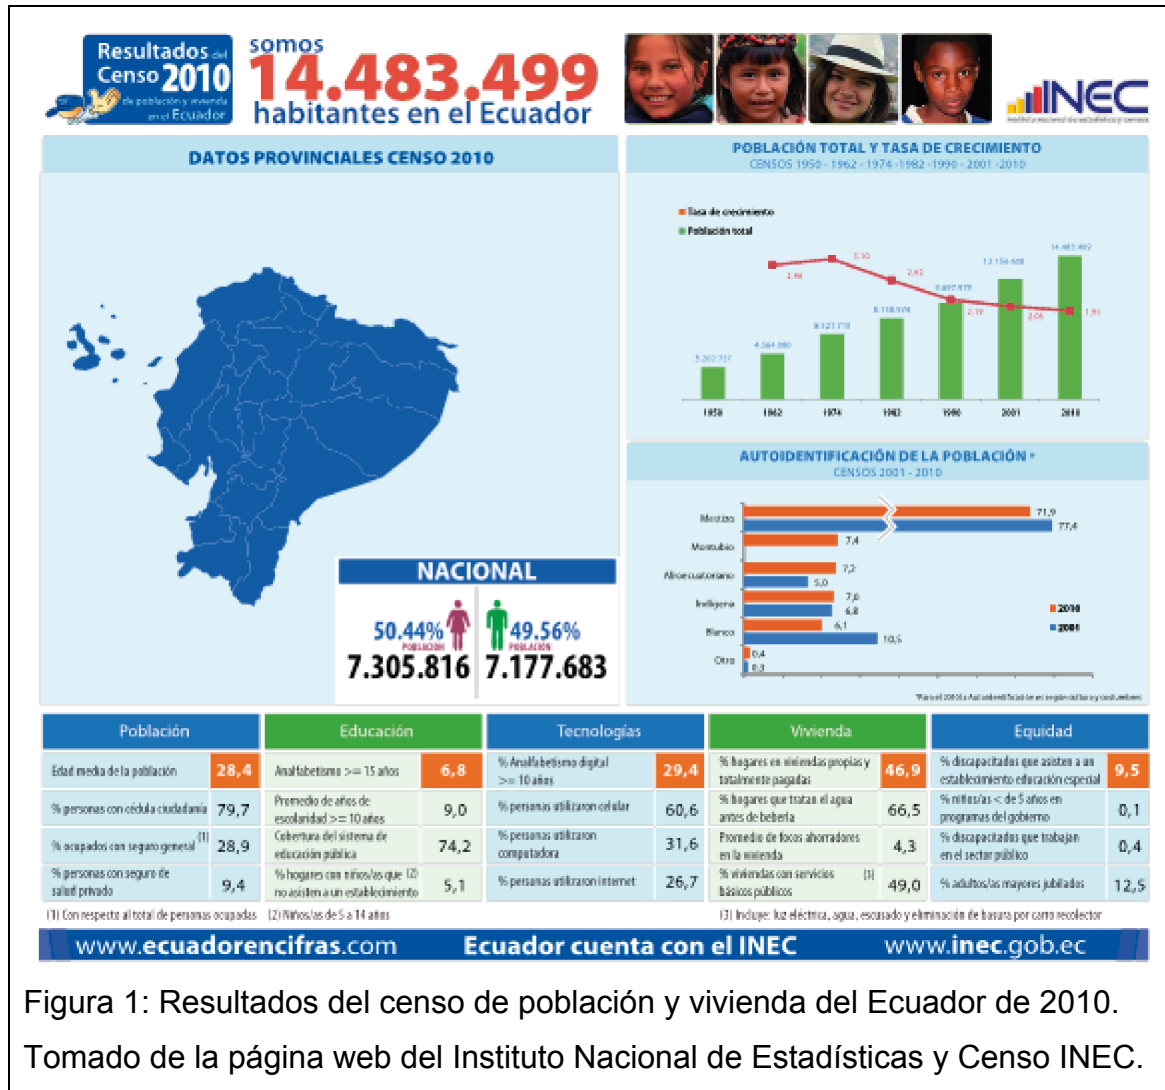 Resultados del
Censo 2010
de población y vivienda
en el Ecuador
somos
14.483.499
habitantes en el Ecuador
INEC
DATOS PROVINCIALES CENSO 2010
NACIONAL
50.44%
POBLACIÓN
7.305.816
49.56%
POBLACIÓN
7.177.683
POBLACIÓN TOTAL Y TASA DE CRECIMIENTO
CENSOS 1950 - 1962 - 1974 -1982 -1990 - 2001 -2010
Tasa de crecimiento
Población total
14.483.499
3,10
2,62
2,19
2,05
1,95
1950 1962 1974 1982 1990 2001 2010
AUTOIDENTIFICACIÓN DE LA POBLACIÓN *
CENSOS 2001 - 2010
Mestizo 71,9
77,4
Montubio 7,4
Afroecuatoriano 7,2
5,0
Indígena 7,0
6,8
Blanco 6,1
10,5
Otro 0,4
0,3
2010
2001
Población
Edad media de la población 28,4
% personas con cédula ciudadanía 79,7
% ocupados con seguro general (1) 28,9
% personas con seguro de
salud privado 9,4
(1) Con respecto al total de personas ocupadas
Educación
Analfabetismo >= 15 años 6,8
Promedio de años de
escolaridad >= 10 años 9,0
Cobertura del sistema de
educación pública 74,2
% hogares con niños/as que (2)
no asisten a un establecimiento 5,1
(2) Niños/as de 5 a 14 años
Tecnologías
% Analfabetismo digital
>= 10 años 29,4
% personas utilizaron celular 60,6
% personas utilizaron
computadora 31,6
% personas utilizaron internet 26,7
Vivienda
% hogares en viviendas propias y
totalmente pagadas 46,9
% hogares que tratan el agua
antes de beberla 66,5
Promedio de focos ahorradores
en la vivienda 4,3
% viviendas con servicios (3)
básicos públicos 49,0
(3) Incluye: luz eléctrica, agua, escusado y eliminación de basura por carro recolector
Equidad
% discapacitados que asisten a un
establecimiento educación especial 9,5
% niños/as < de 5 años en
programas del gobierno 0,1
% discapacitados que trabajan
en el sector público 0,4
% adultos/as mayores jubilados 12,5
www.ecuadorencifras.com Ecuador cuenta con el INEC www.inec.gob.ec
Figura 1: Resultados del censo de población y vivienda del Ecuador de 2010.
Tomado de la página web del Instituto Nacional de Estadísticas y Censo INEC.